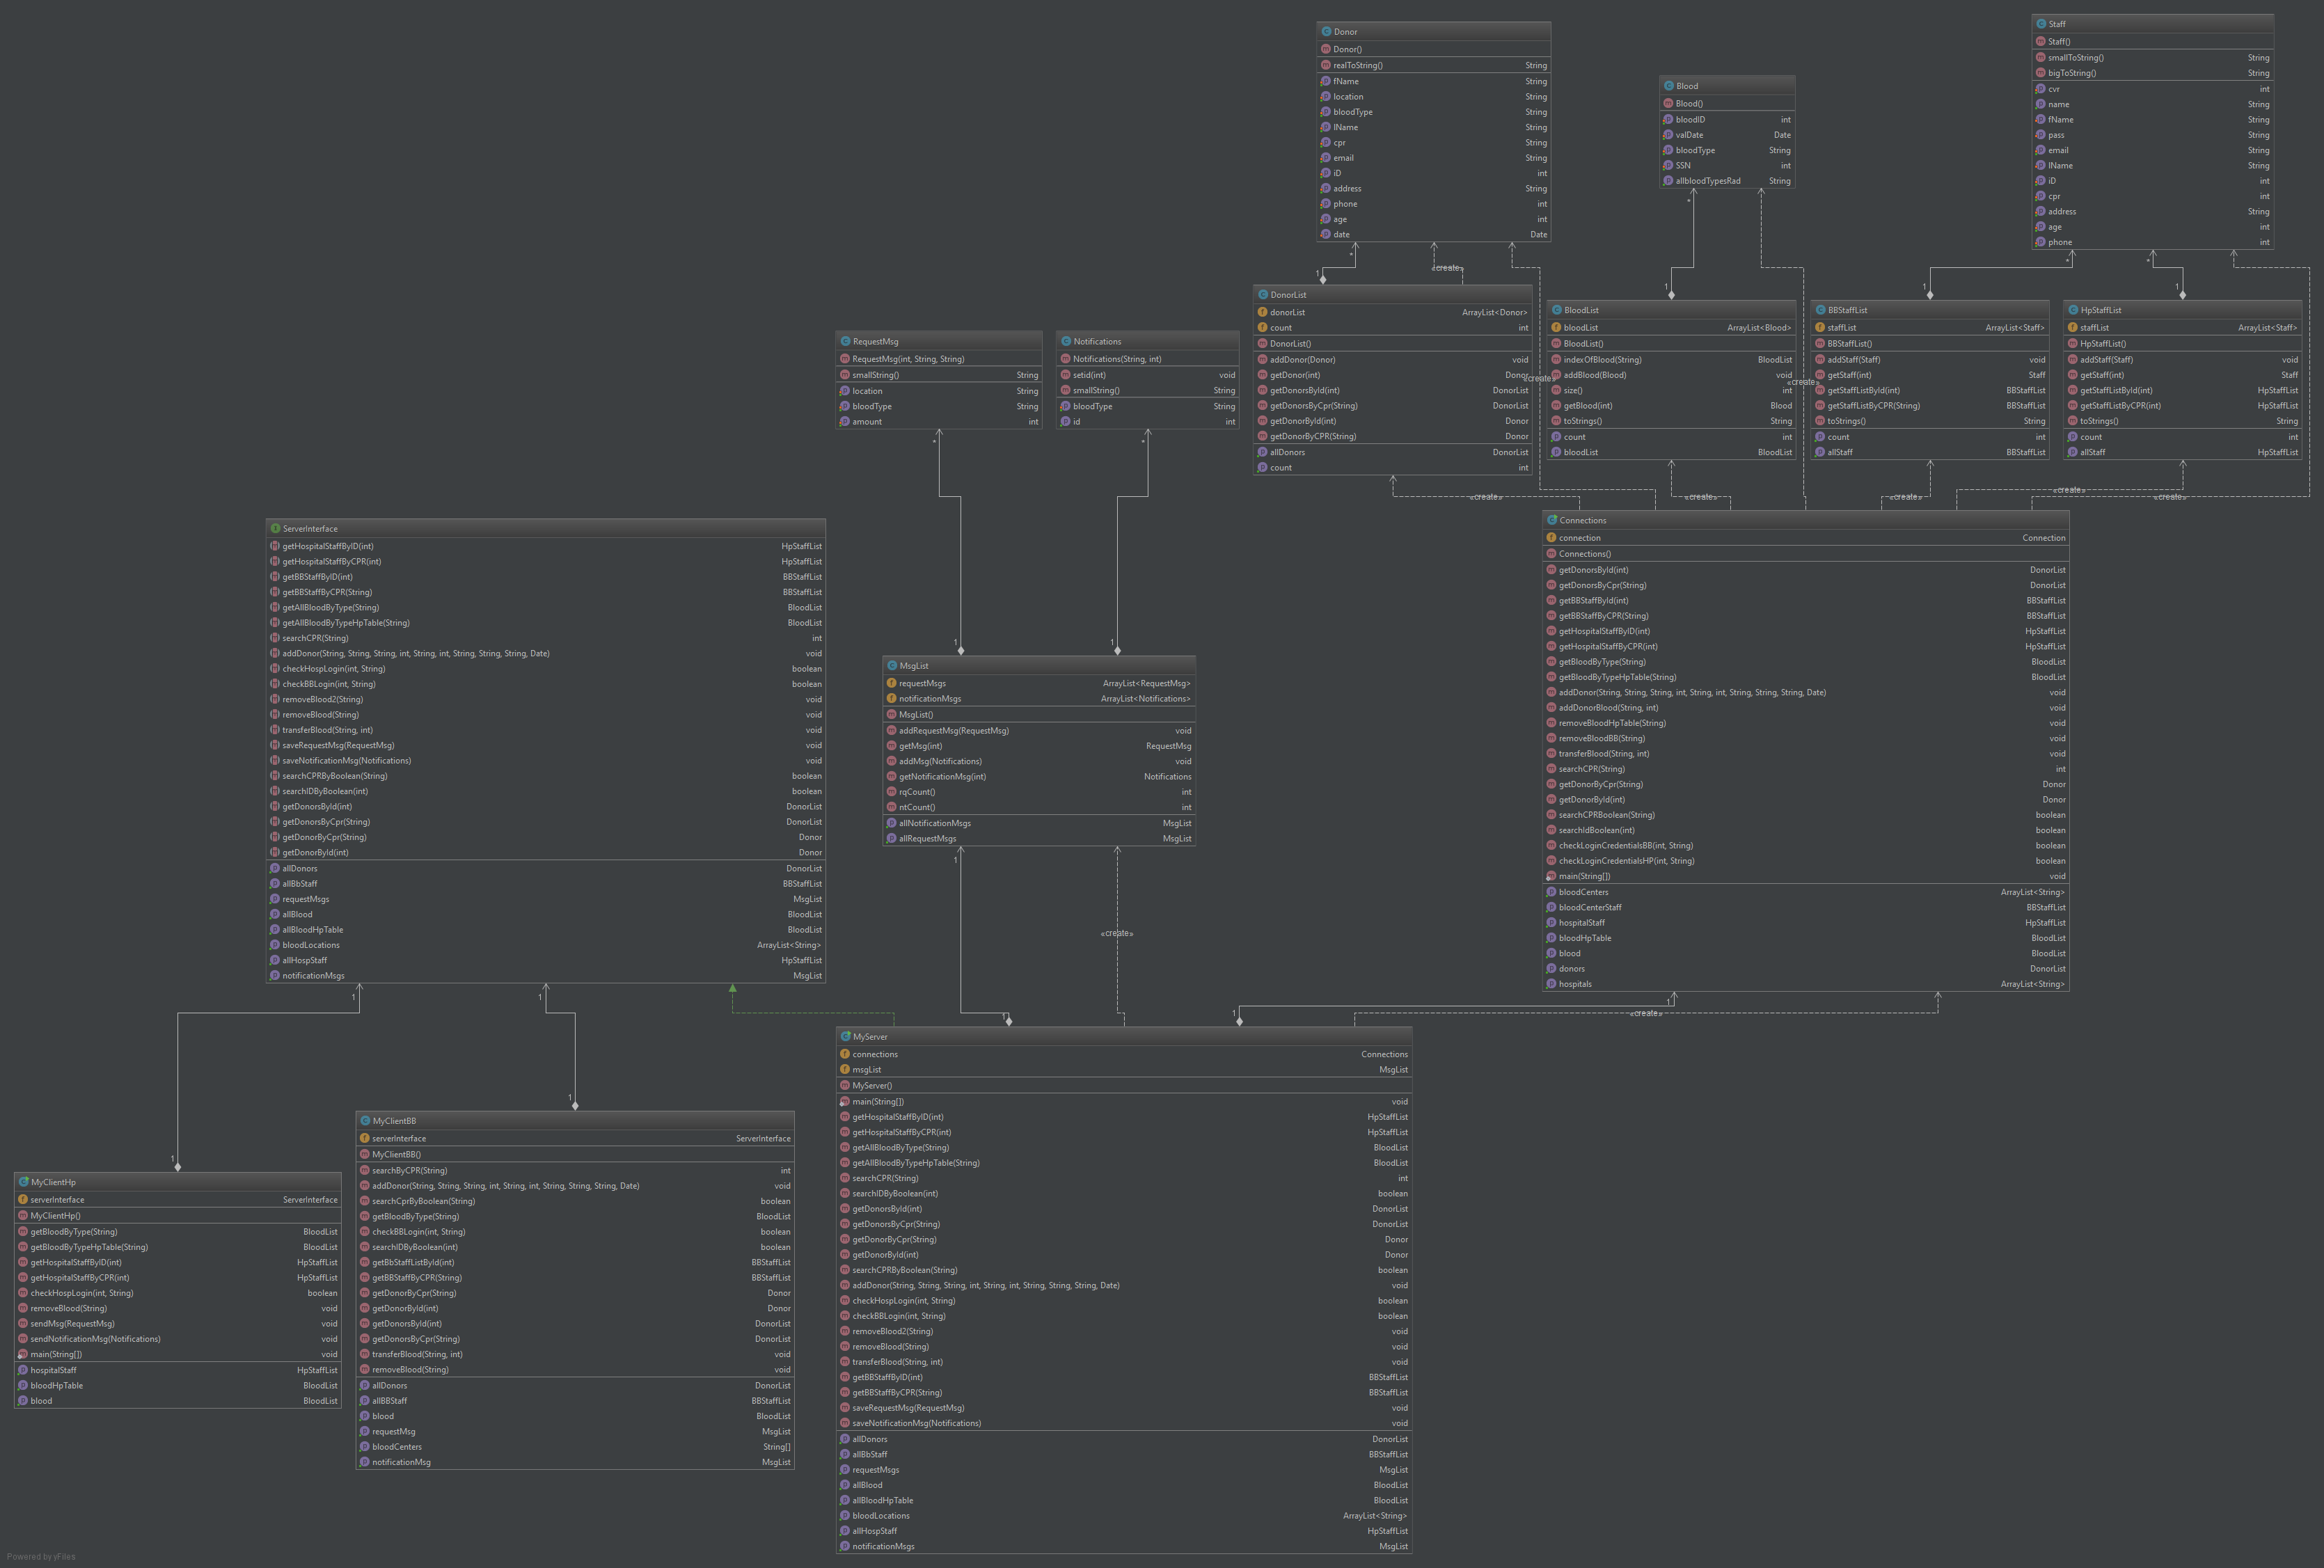 Donor
Donor()
realToString() String
fName String
location String
bloodType String
lName String
cpr String
email String
iD int
address String
phone int
age int
date Date
Blood
Blood()
bloodID int
valDate Date
bloodType String
SSN int
allbloodTypesRad String
Staff
Staff()
smallToString() String
bigToString() String
cvr int
name String
fName String
pass String
email String
lName String
iD int
cpr int
address String
age int
phone int
*
1
«create»
*
1
*
1
*
1
RequestMsg
RequestMsg(int, String, String)
smallString() String
location String
bloodType String
amount int
Notifications
Notifications(String, int)
setid(int) void
smallString() String
bloodType String
id int
DonorList
donorList ArrayList<Donor>
count int
DonorList()
addDonor(Donor) void
getDonor(int) Donor
getDonorsById(int) DonorList
getDonorsByCpr(String) DonorList
getDonorById(int) Donor
getDonorByCPR(String) Donor
allDonors DonorList
count int
«create»
BloodList
bloodList ArrayList<Blood>
BloodList()
indexOfBlood(String) BloodList
addBlood(Blood) void
size() int
getBlood(int) Blood
toStrings() String
count int
bloodList BloodList
«create»
BBStaffList
staffList ArrayList<Staff>
BBStaffList()
addStaff(Staff) void
getStaff(int) Staff
getStaffListById(int) BBStaffList
getStaffListByCPR(String) BBStaffList
toStrings() String
count int
allStaff BBStaffList
HpStaffList
staffList ArrayList<Staff>
HpStaffList()
addStaff(Staff) void
getStaff(int) Staff
getStaffListById(int) HpStaffList
getStaffListByCPR(int) HpStaffList
toStrings() String
count int
allStaff HpStaffList
*
*
1
1
«create»
«create»
«create»
«create»
«create»
ServerInterface
getHospitalStaffByID(int) HpStaffList
getHospitalStaffByCPR(int) HpStaffList
getBBStaffByID(int) BBStaffList
getBBStaffByCPR(String) BBStaffList
getAllBloodByType(String) BloodList
getAllBloodByTypeHpTable(String) BloodList
searchCPR(String) int
addDonor(String, String, String, int, String, int, String, String, String, Date) void
checkHospLogin(int, String) boolean
checkBBLogin(int, String) boolean
removeBlood2(String) void
removeBlood(String) void
transferBlood(String, int) void
saveRequestMsg(RequestMsg) void
saveNotificationMsg(Notifications) void
searchCPRByBoolean(String) boolean
searchIDByBoolean(int) boolean
getDonorsById(int) DonorList
getDonorsByCpr(String) DonorList
getDonorByCpr(String) Donor
getDonorById(int) Donor
allDonors DonorList
allBbStaff BBStaffList
requestMsgs MsgList
allBlood BloodList
allBloodHpTable BloodList
bloodLocations ArrayList<String>
allHospStaff HpStaffList
notificationMsgs MsgList
MsgList
requestMsgs ArrayList<RequestMsg>
notificationMsgs ArrayList<Notifications>
MsgList()
addRequestMsg(RequestMsg) void
getMsg(int) RequestMsg
addMsg(Notifications) void
getNotificationMsg(int) Notifications
rqCount() int
ntCount() int
allNotificationMsgs MsgList
allRequestMsgs MsgList
Connections
connection Connection
Connections()
getDonorsById(int) DonorList
getDonorsByCpr(String) DonorList
getBBStaffById(int) BBStaffList
getBBStaffByCPR(String) BBStaffList
getHospitalStaffByID(int) HpStaffList
getHospitalStaffByCPR(int) HpStaffList
getBloodByType(String) BloodList
getBloodByTypeHpTable(String) BloodList
addDonor(String, String, String, int, String, int, String, String, String, Date) void
addDonorBlood(String, int) void
removeBloodHpTable(String) void
removeBloodBB(String) void
transferBlood(String, int) void
searchCPR(String) int
getDonorByCpr(String) Donor
getDonorById(int) Donor
searchCPRBoolean(String) boolean
searchIdBoolean(int) boolean
checkLoginCredentialsBB(int, String) boolean
checkLoginCredentialsHP(int, String) boolean
main(String[]) void
bloodCenters ArrayList<String>
bloodCenterStaff BBStaffList
hospitalStaff HpStaffList
bloodHpTable BloodList
blood BloodList
donors DonorList
hospitals ArrayList<String>
1
1
1
«create»
1
1
1
«create»
MyServer
connections Connections
msgList MsgList
MyServer()
main(String[]) void
getHospitalStaffByID(int) HpStaffList
getHospitalStaffByCPR(int) HpStaffList
getAllBloodByType(String) BloodList
getAllBloodByTypeHpTable(String) BloodList
searchCPR(String) int
searchIDByBoolean(int) boolean
getDonorsById(int) DonorList
getDonorsByCpr(String) DonorList
getDonorByCpr(String) Donor
getDonorById(int) Donor
searchCPRByBoolean(String) boolean
addDonor(String, String, String, int, String, int, String, String, String, Date) void
checkHospLogin(int, String) boolean
checkBBLogin(int, String) boolean
removeBlood2(String) void
removeBlood(String) void
transferBlood(String, int) void
getBBStaffByID(int) BBStaffList
getBBStaffByCPR(String) BBStaffList
saveRequestMsg(RequestMsg) void
saveNotificationMsg(Notifications) void
allDonors DonorList
allBbStaff BBStaffList
requestMsgs MsgList
allBlood BloodList
allBloodHpTable BloodList
bloodLocations ArrayList<String>
allHospStaff HpStaffList
notificationMsgs MsgList
1
MyClientBB
serverInterface ServerInterface
MyClientBB()
searchByCPR(String) int
addDonor(String, String, String, int, String, int, String, String, String, Date) void
searchCprByBoolean(String) boolean
getBloodByType(String) BloodList
checkBBLogin(int, String) boolean
searchIDByBoolean(int) boolean
getBbStaffListById(int) BBStaffList
getBBStaffByCPR(String) BBStaffList
getDonorByCpr(String) Donor
getDonorById(int) Donor
getDonorsById(int) DonorList
getDonorsByCpr(String) DonorList
transferBlood(String, int) void
removeBlood(String) void
allDonors DonorList
allBBStaff BBStaffList
blood BloodList
requestMsg MsgList
bloodCenters String[]
notificationMsg MsgList
1
MyClientHp
serverInterface ServerInterface
MyClientHp()
getBloodByType(String) BloodList
getBloodByTypeHpTable(String) BloodList
getHospitalStaffByID(int) HpStaffList
getHospitalStaffByCPR(int) HpStaffList
checkHospLogin(int, String) boolean
removeBlood(String) void
sendMsg(RequestMsg) void
sendNotificationMsg(Notifications) void
main(String[]) void
hospitalStaff HpStaffList
bloodHpTable BloodList
blood BloodList
Powered by yFiles